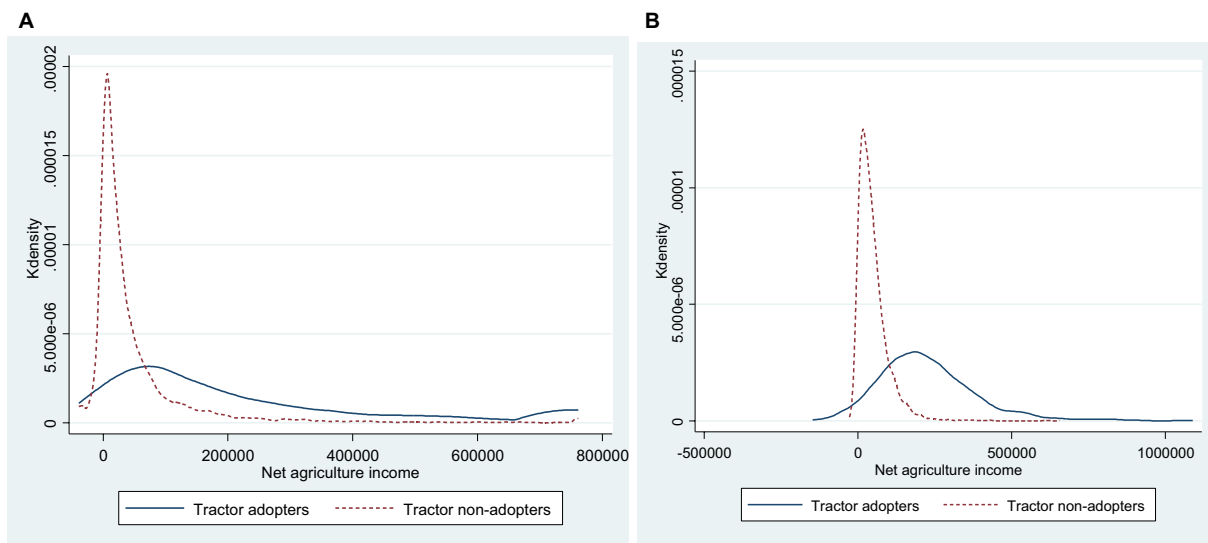 A
Kdensity
0
5.000e-06
.00001
.000015
.00002
0
200000
400000
600000
800000
Net agriculture income
Tractor adopters
Tractor non-adopters
B
Kdensity
0
5.000e-06
.00001
.000015
-500000
0
500000
1000000
Net agriculture income
Tractor adopters
Tractor non-adopters